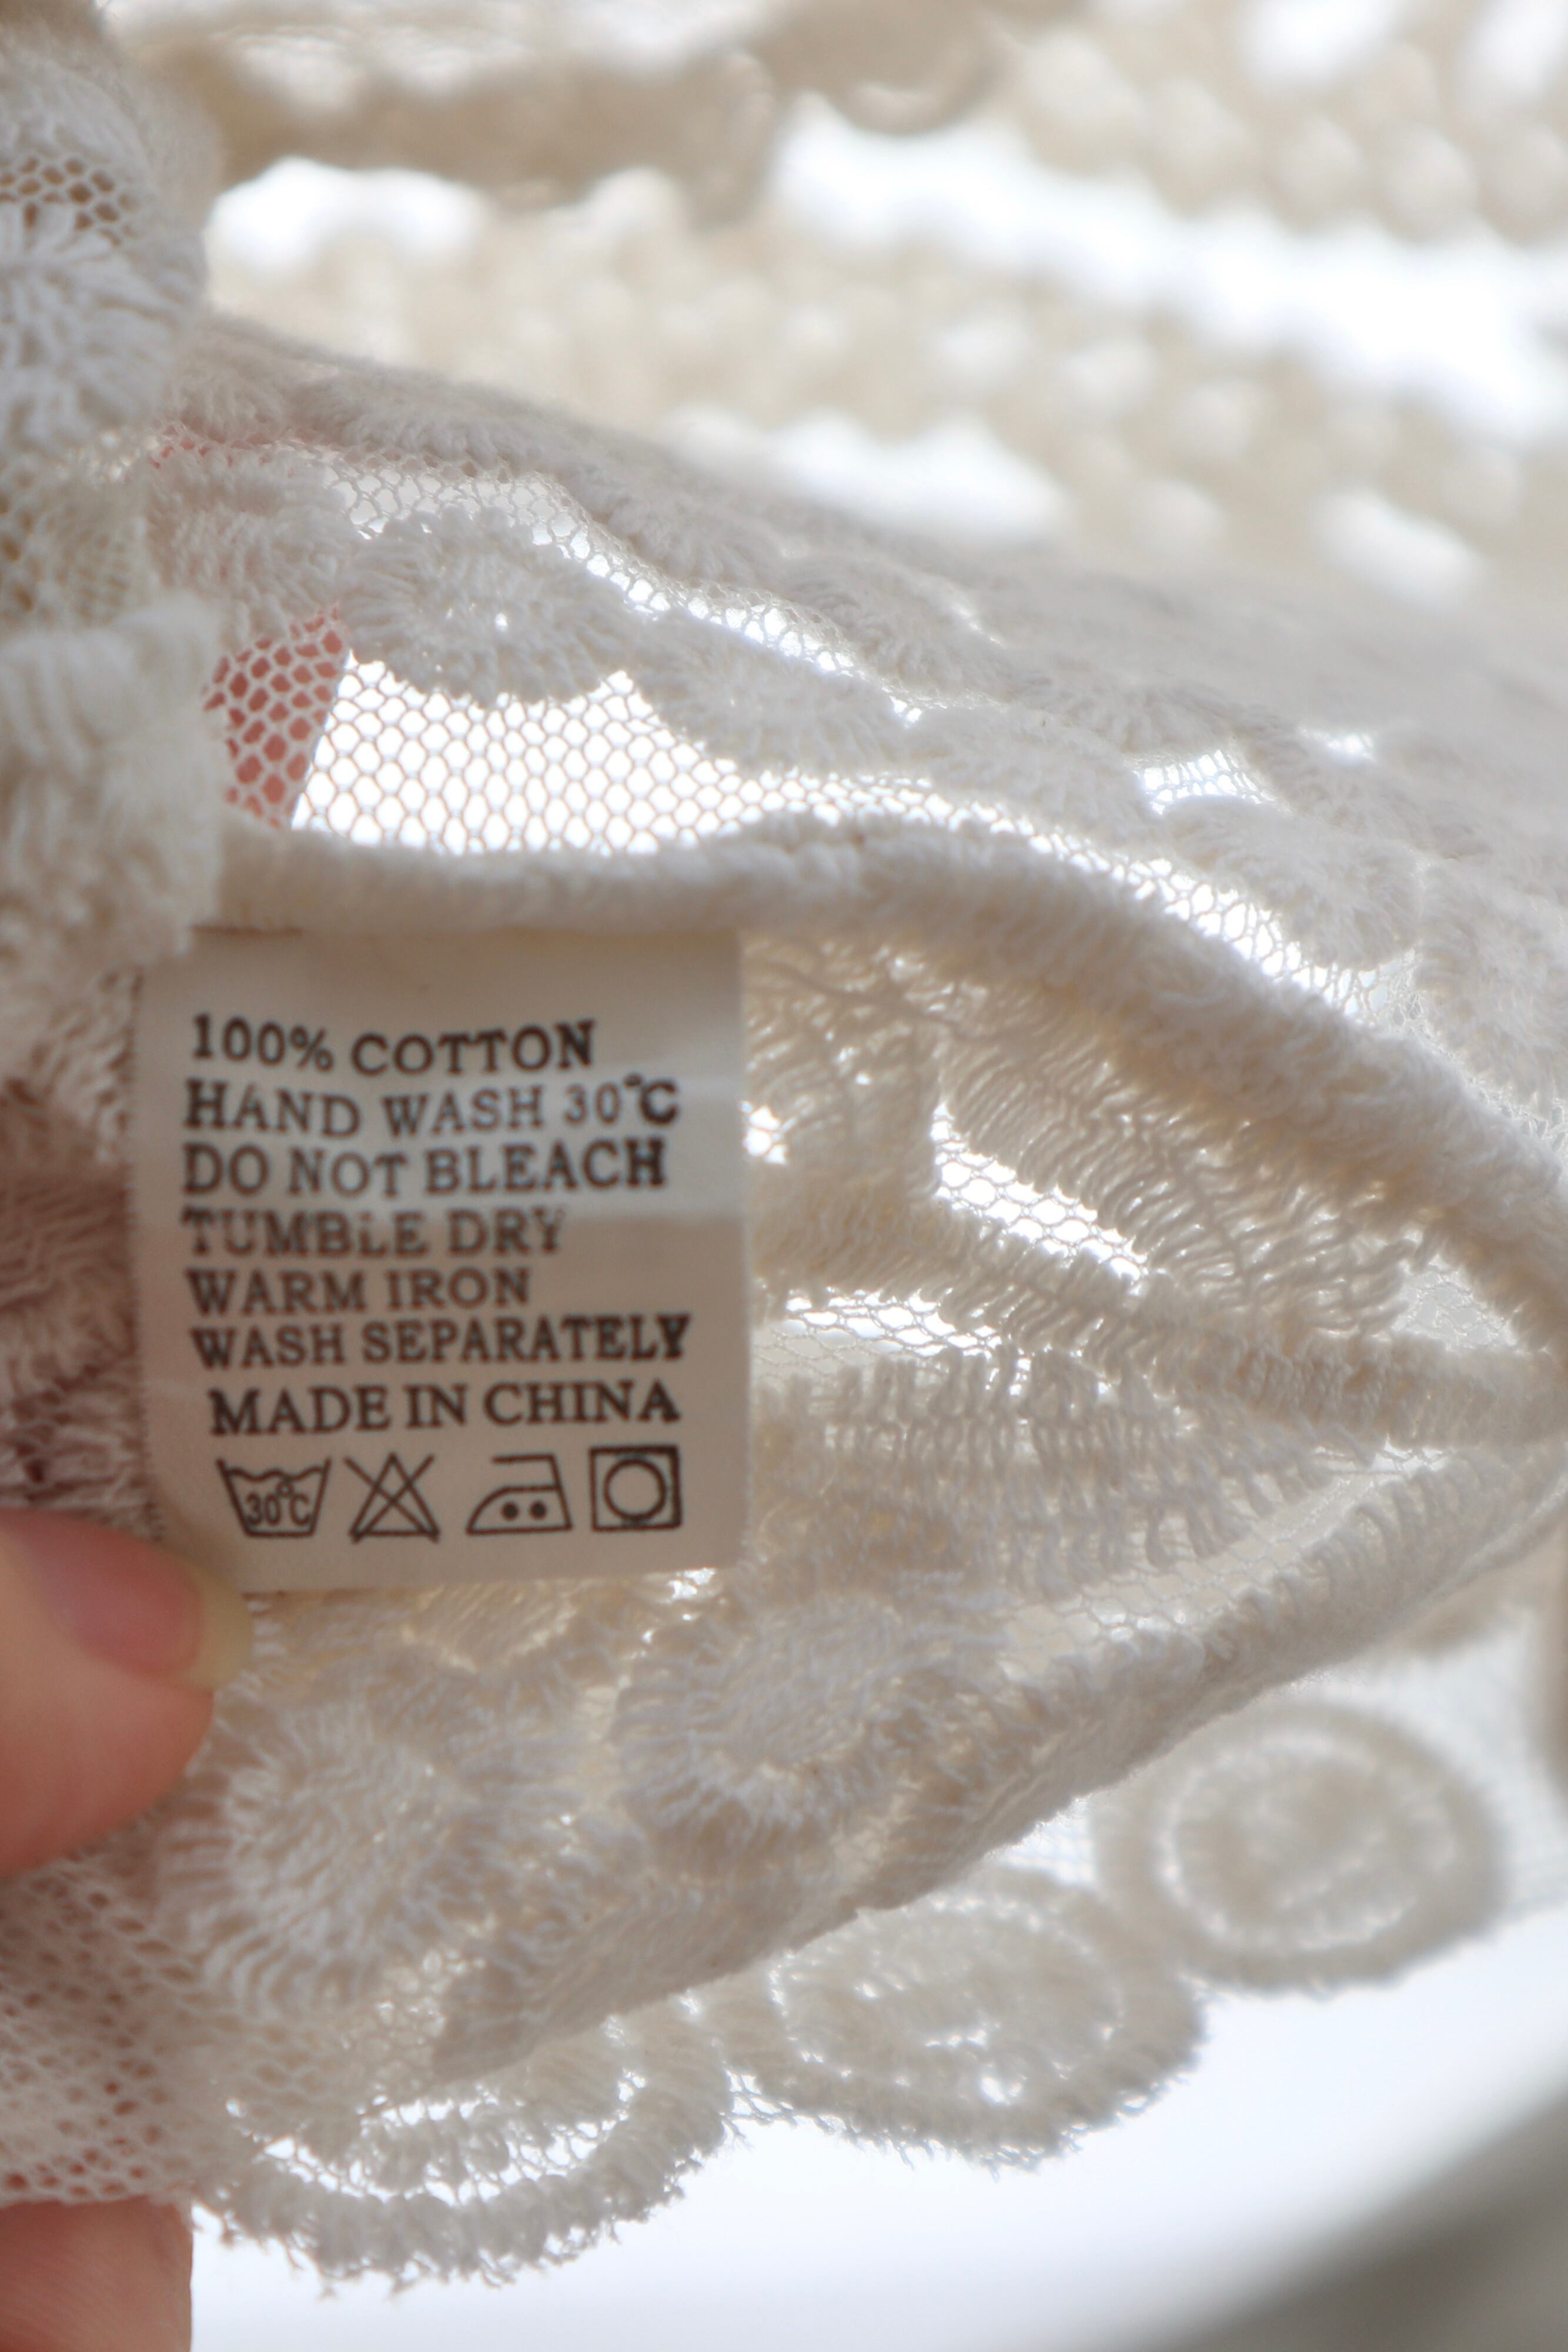 100% COTTON
HAND WASH 30°C
DO NOT BLEACH
TUMBLE DRY
WARM IRON
WASH SEPARATELY
MADE IN CHINA
30°C